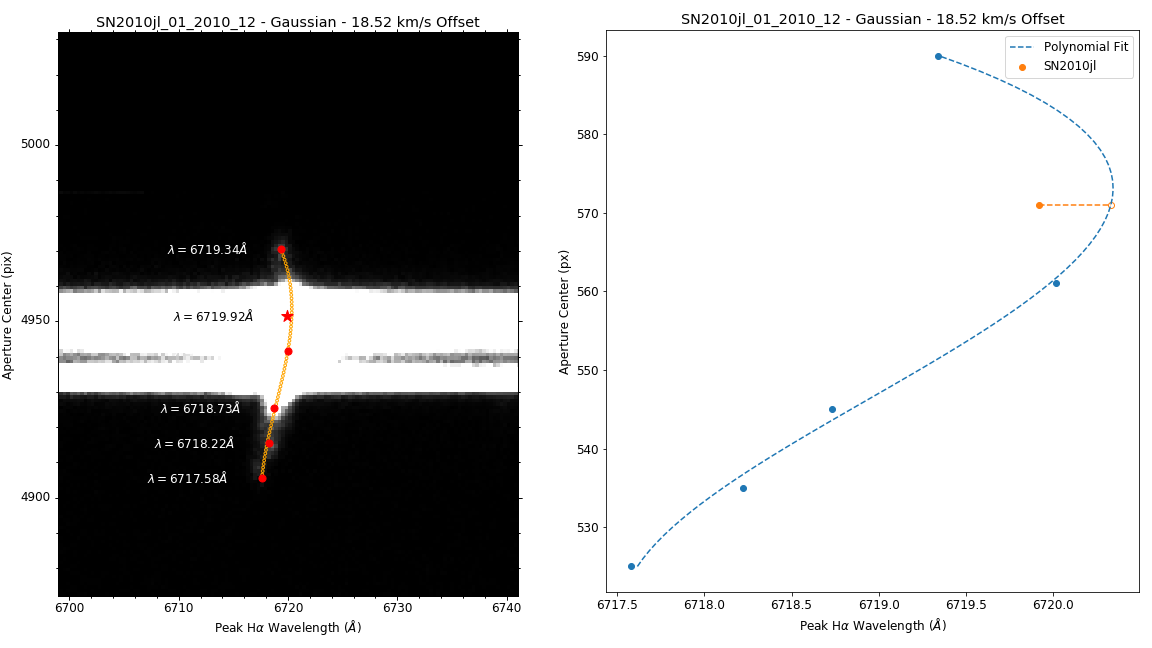 SN2010jl_01_2010_12 - Gaussian - 18.52 km/s Offset
Aperture Center (pix)
5000
4950
4900
λ = 6719.34Å
λ = 6719.92Å
λ = 6718.73Å
λ = 6718.22Å
λ = 6717.58Å
6700 6710 6720 6730 6740
Peak Hα Wavelength (Å)
SN2010jl_01_2010_12 - Gaussian - 18.52 km/s Offset
Polynomial Fit
SN2010jl
Aperture Center (px)
590
580
570
560
550
540
530
6717.5 6718.0 6718.5 6719.0 6719.5 6720.0
Peak Hα Wavelength (Å)